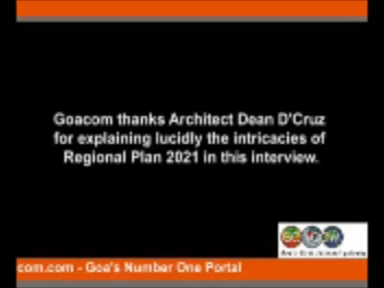 Goacom thanks Architect Dean D'Cruz
for explaining lucidly the intricacies of
Regional Plan 2021 in this interview.
com.com - Goa's Number One Portal